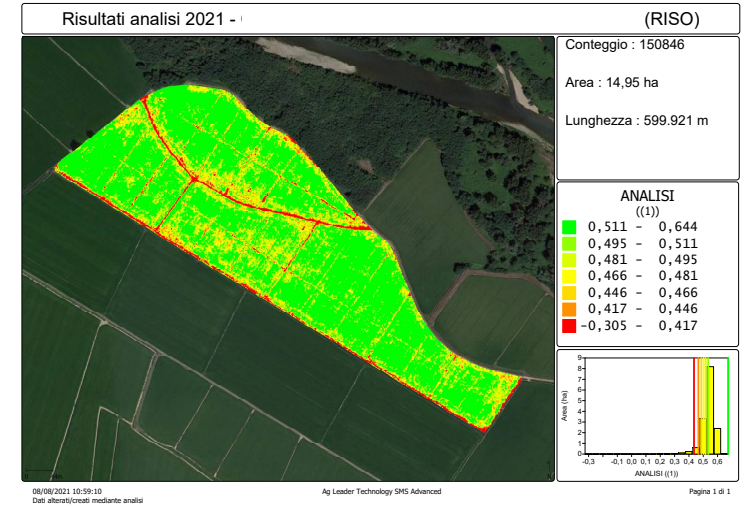 Risultati analisi 2021 - (RISO)
Conteggio : 150846
Area : 14,95 ha
Lunghezza : 599.921 m
ANALISI
((1))
0,511 - 0,644
0,495 - 0,511
0,481 - 0,495
0,466 - 0,481
0,446 - 0,466
0,417 - 0,446
-0,305 - 0,417
Area (ha)
9
8
7
6
5
4
3
2
1
0
-0,3 -0,1 0,0 0,1 0,2 0,3 0,4 0,5 0,6
ANALISI ((1))
08/08/2021 10:59:10 Ag Leader Technology SMS Advanced Pagina 1 di 1
Dati alterati/creati mediante analisi